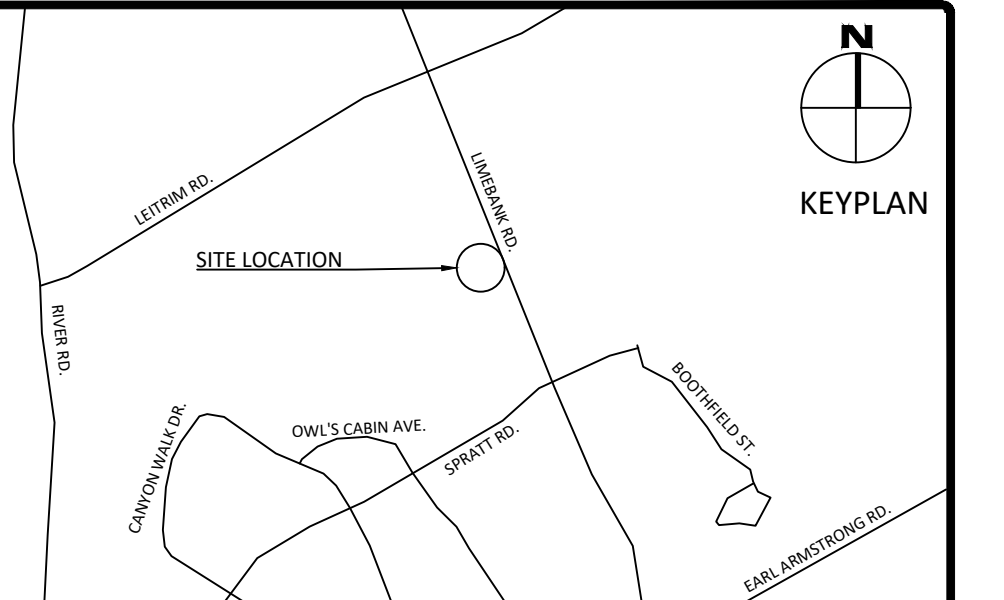 N
KEYPLAN
LIMEBANK RD.
LEITRIM RD.
SITE LOCATION
RIVER RD.
BOOTHFIELD ST.
OWL'S CABIN AVE.
CANYON WALK DR.
SPRATT RD.
EARL ARMSTRONG RD.